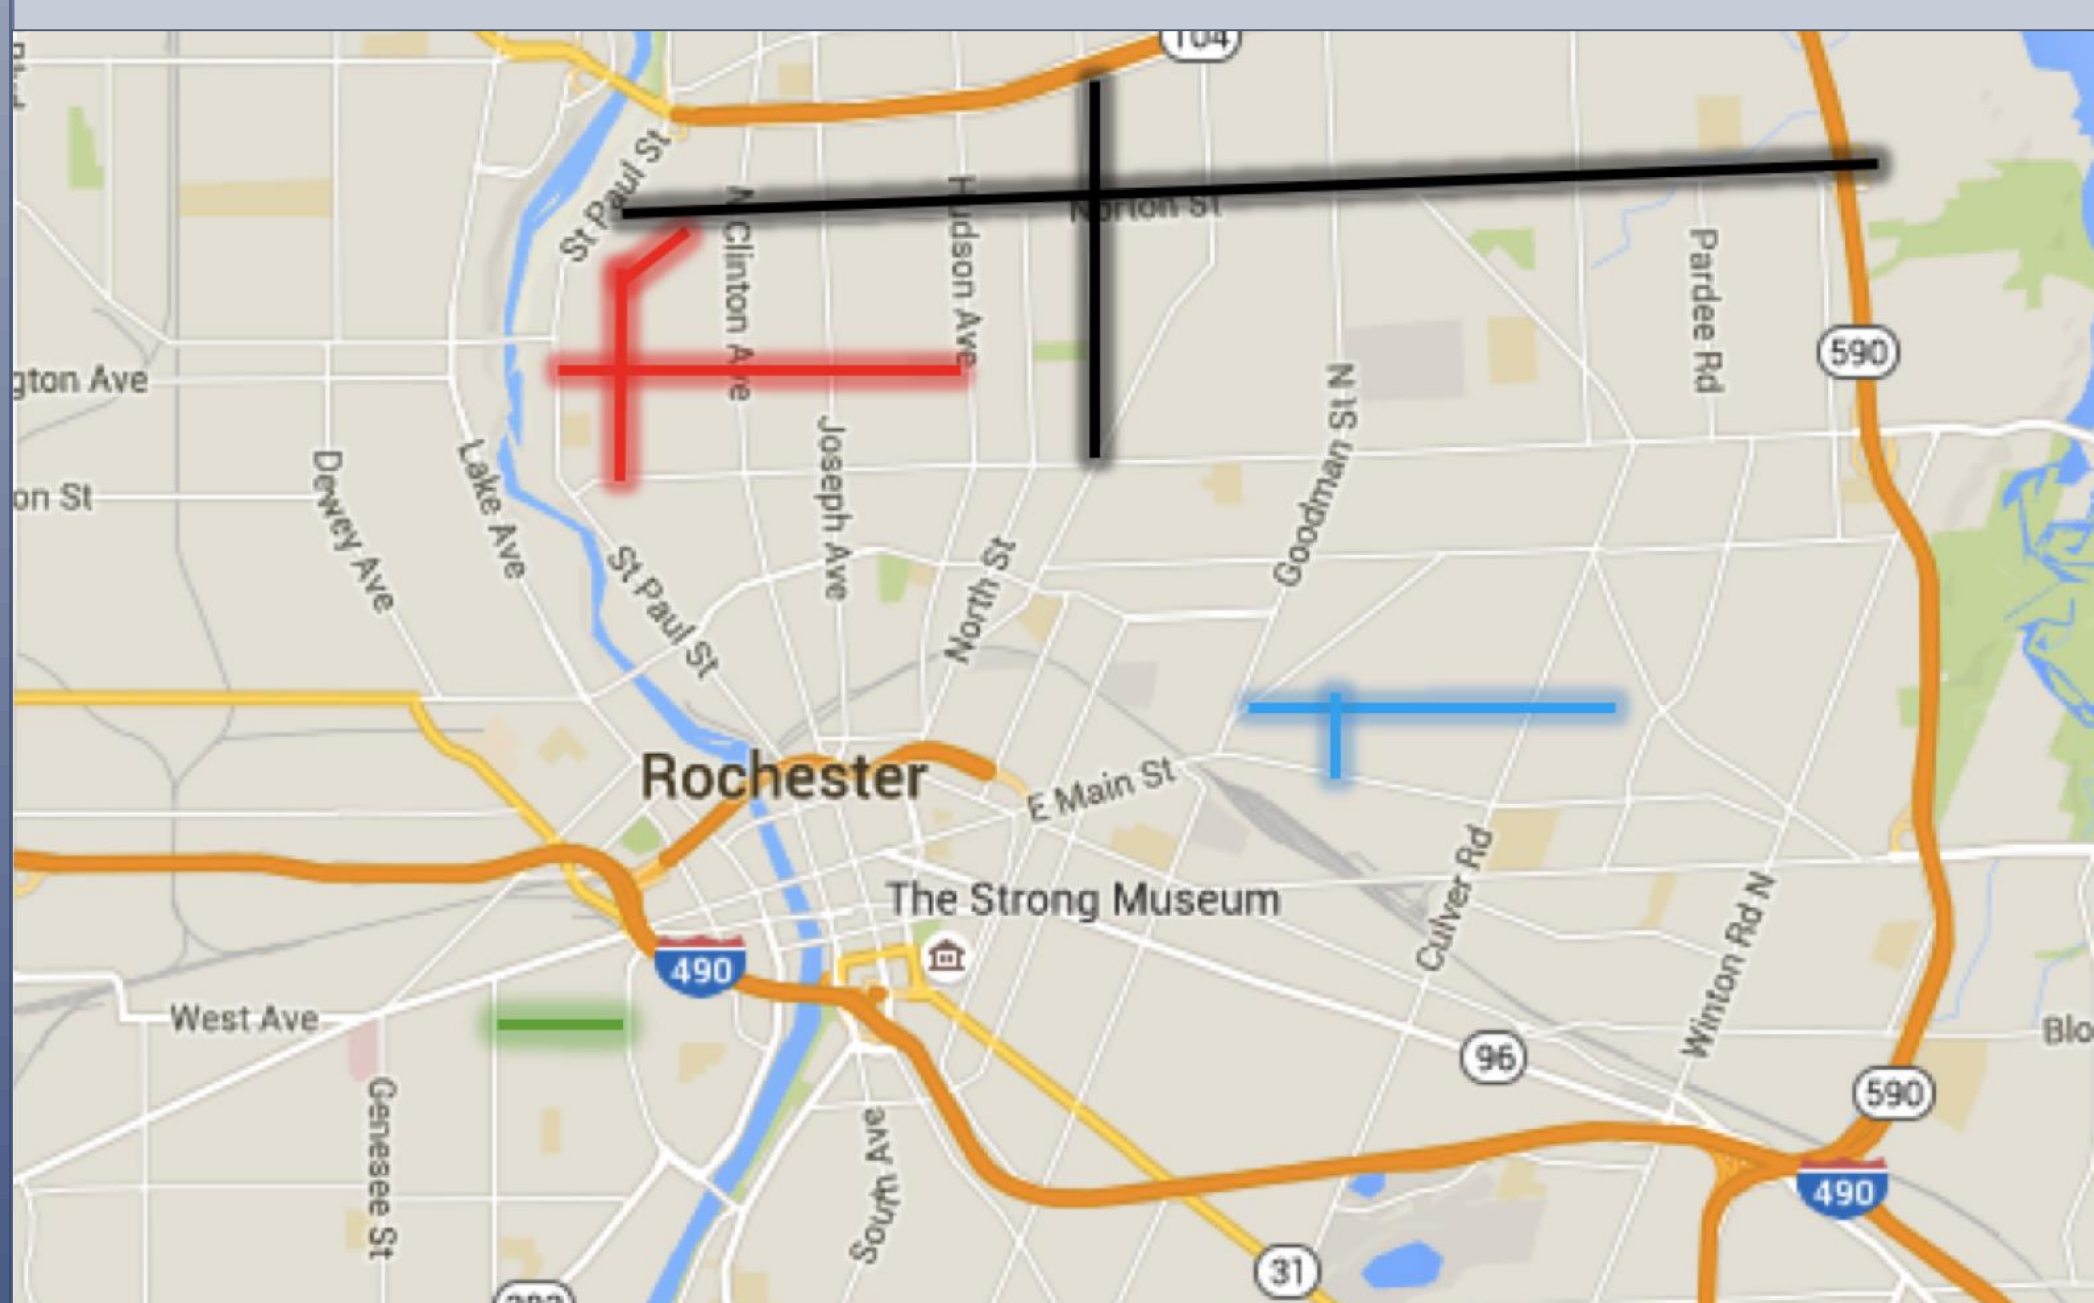 104
St Paul St
N Clinton Ave
Hudson Ave
Norton St
Pardee Rd
590
gton Ave
Goodman St N
Joseph Ave
Lake Ave
Dewey Ave
on St
North St
St Paul St
Rochester
E Main St
Culver Rd
The Strong Museum
Winton Rd N
490
West Ave
Blo
96
Genesee St
590
South Ave
490
31